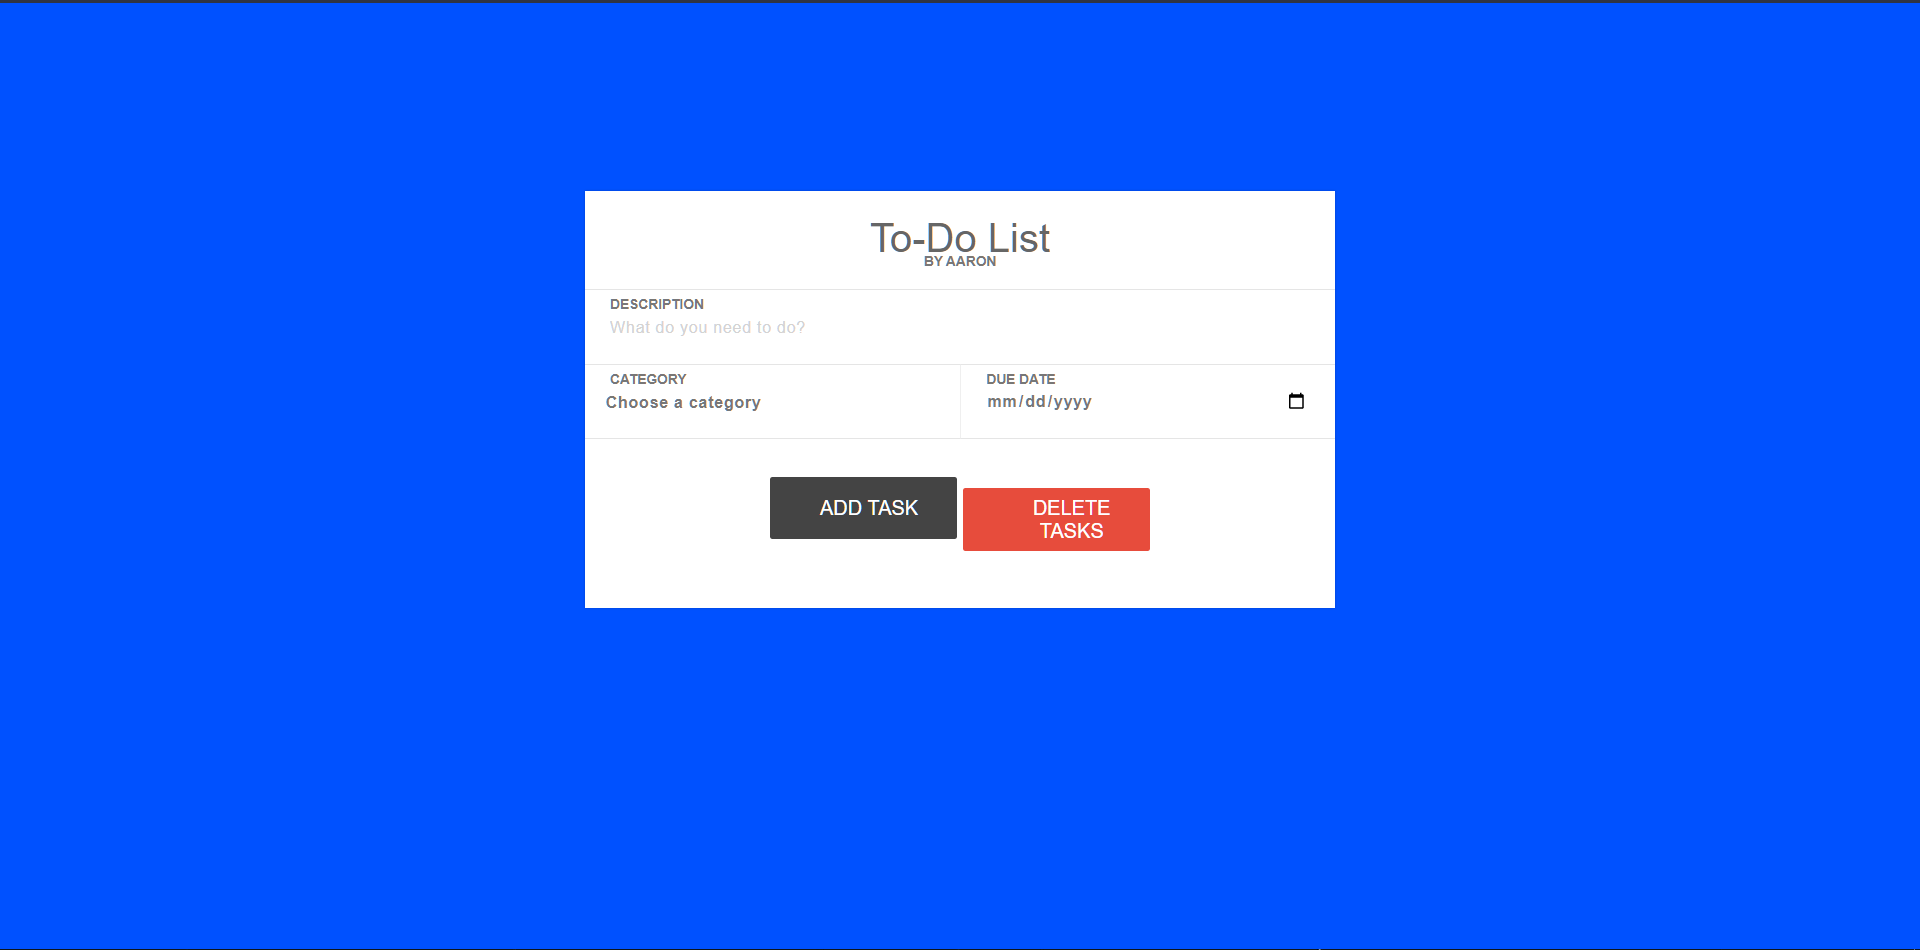 To-Do List
BY AARON
DESCRIPTION
What do you need to do?
CATEGORY
Choose a category
DUE DATE
mm/dd/yyyy
ADD TASK
DELETE
TASKS